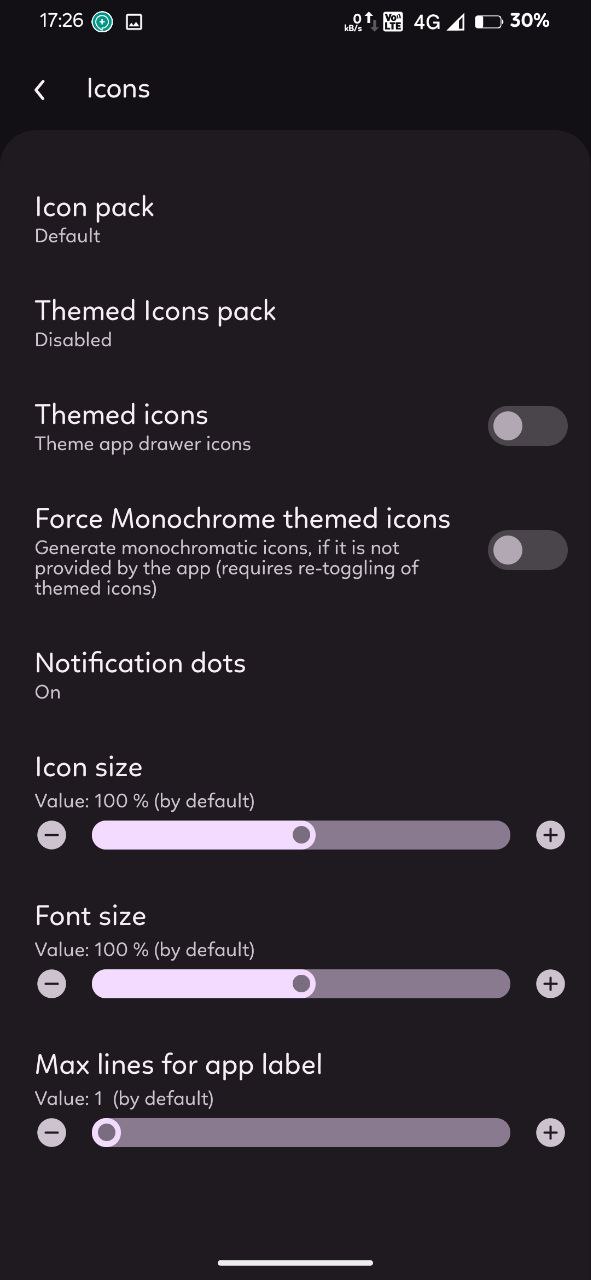 17:26 0 kB/s Vo LTE 4G 30%
Icons
Icon pack
Default
Themed Icons pack
Disabled
Themed icons
Theme app drawer icons
Force Monochrome themed icons
Generate monochromatic icons, if it is not
provided by the app (requires re-toggling of
themed icons)
Notification dots
On
Icon size
Value: 100 % (by default)
Font size
Value: 100 % (by default)
Max lines for app label
Value: 1 (by default)